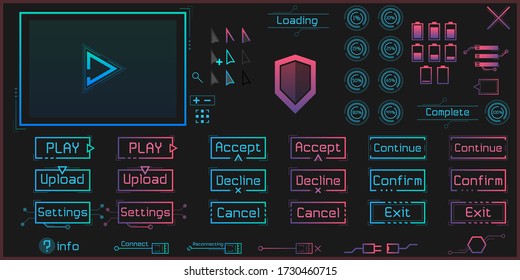 Loading
Complete
PLAY PLAY Accept Accept Continue Continue
Upload Upload Decline Decline Confirm Confirm
Settings Settings Cancel Cancel Exit Exit
? info Connect Reconnecting
shutterstock.com · 1730460715